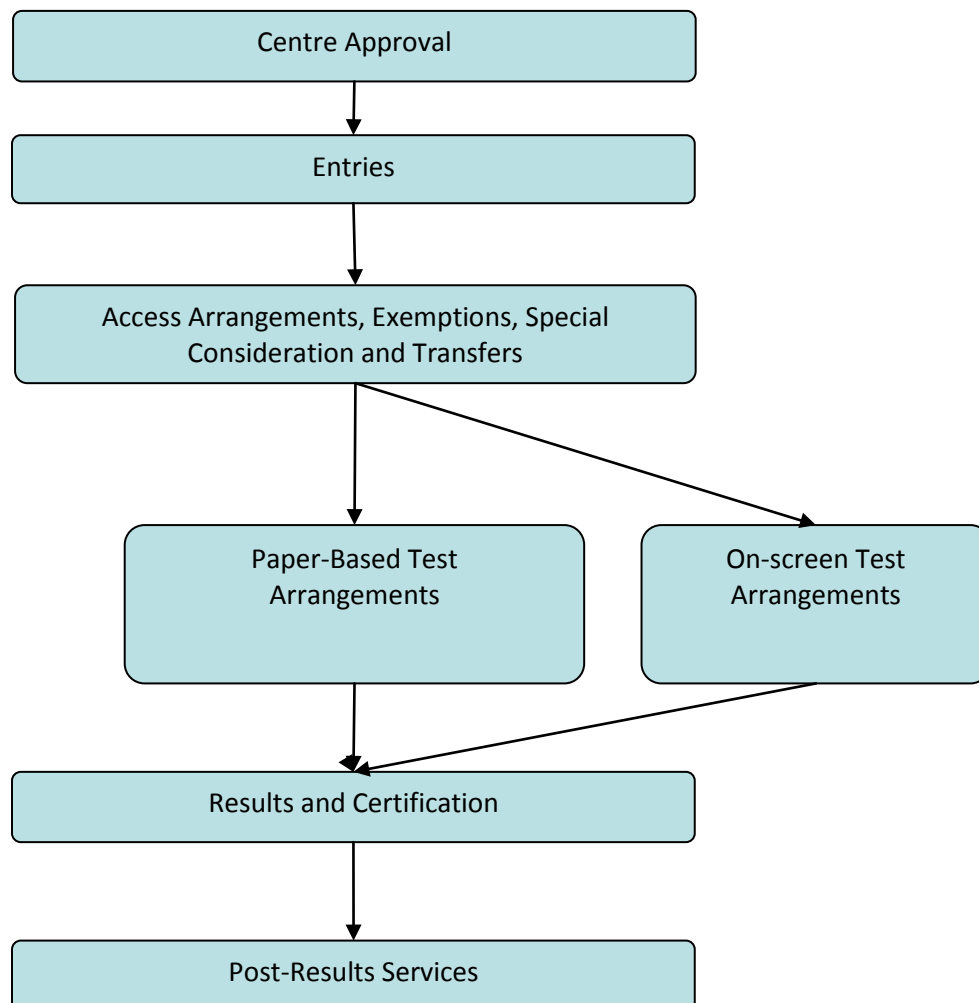 Centre Approval
Entries
Access Arrangements, Exemptions, Special
Consideration and Transfers
Paper-Based Test
Arrangements
On-screen Test
Arrangements
Results and Certification
Post-Results Services